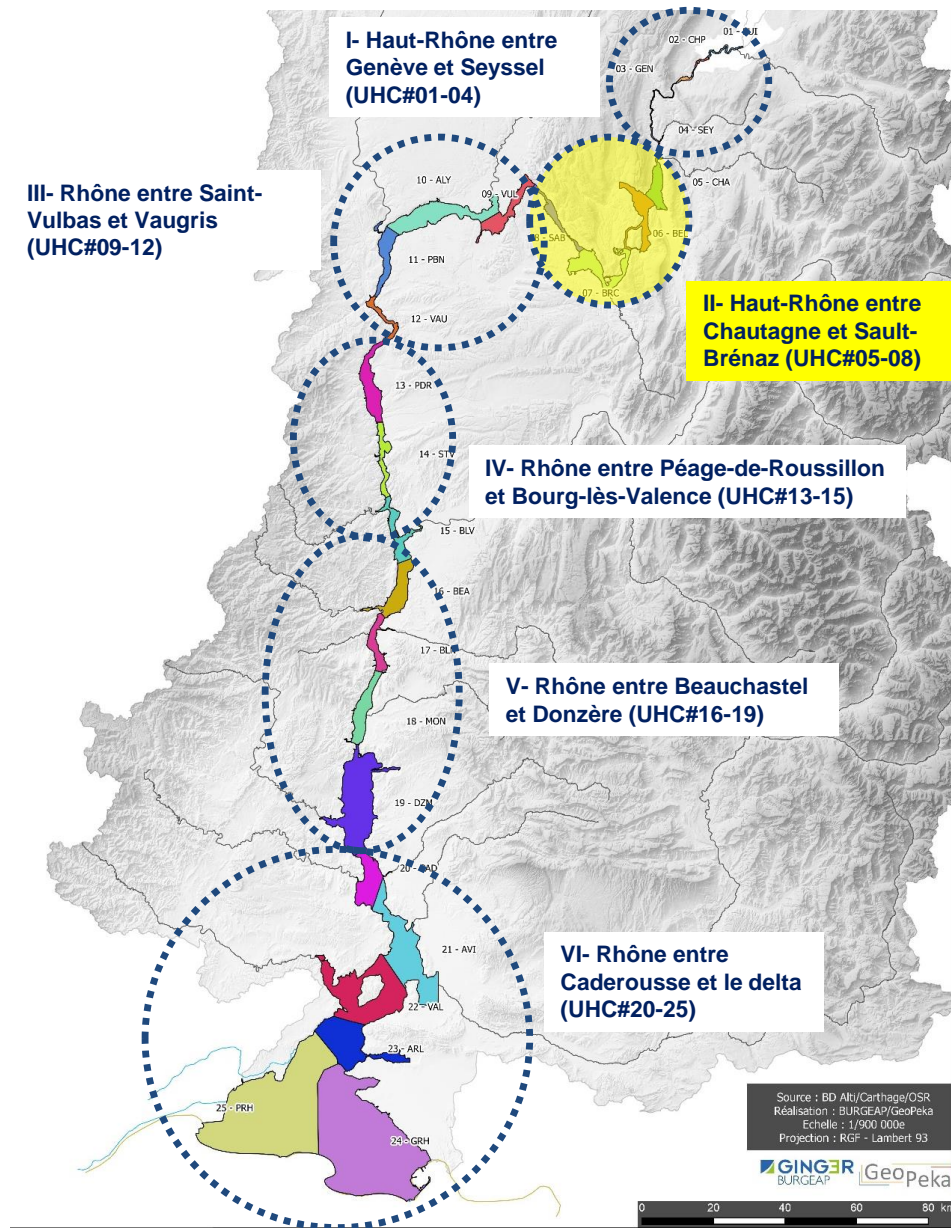 I- Haut-Rhône entre
Genève et Seyssel
(UHC#01-04)
02 - CHP
03 - GEN
04 - SEY
05 - CHA
III- Rhône entre Saint-
Vulbas et Vaugris
(UHC#09-12)
10 - ALY
09 - VUL
SAB
11 - PBN
07 - BRC
12 - VAU
II- Haut-Rhône entre
Chautagne et Sault-
Brénaz (UHC#05-08)
13 - PDR
14 - STV
IV- Rhône entre Péage-de-Roussillon
et Bourg-lès-Valence (UHC#13-15)
15 - BLV
16 - BEA
17 -
V- Rhône entre Beauchastel
et Donzère (UHC#16-19)
18 - MON
19 - DZM
21 - AVI
VI- Rhône entre
Caderousse et le delta
(UHC#20-25)
22 - VAL
23 - ARL
25 - PRH
24 - GRH
Source : BD Alti/Carthage/OSR
Réalisation : BURGEAP/GeoPeka
Echelle : 1/900 000e
Projection : RGF - Lambert 93
GINGER
BURGEAP
GeoPeka
0 20 40 60 80